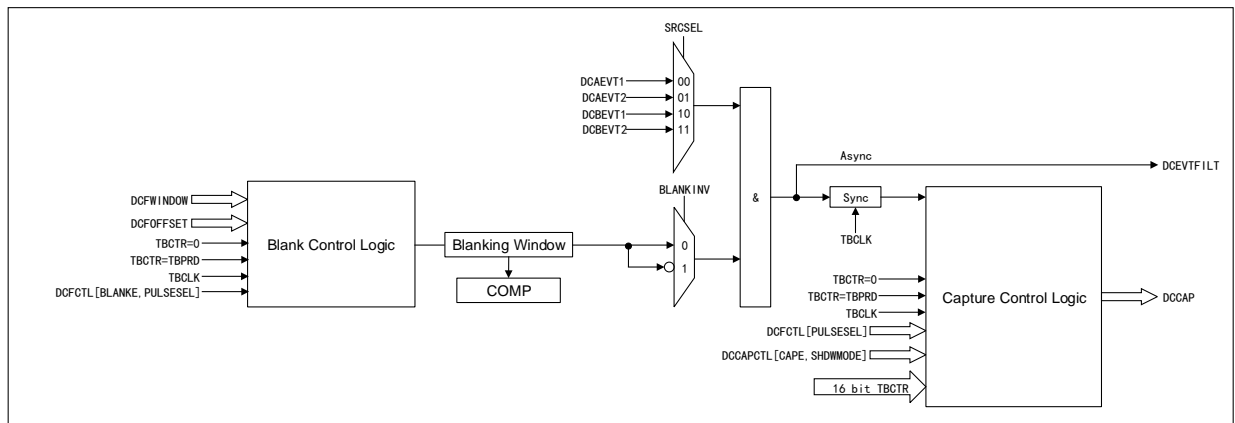 SRCSEL
DCAEVT1
00
DCAEVT2
01
DCBEVT1
10
DCBEVT2
11
Async
DCEVTFILT
DCFWINDOW
DCFOFFSET
TBCTR=0
TBCTR=TBPRD
TBCLK
DCFCTL[BLANKE,PULSESEL]
Blank Control Logic
Blanking Window
COMP
BLANKINV
0
1
&
Sync
TBCLK
TBCTR=0
TBCTR=TBPRD
TBCLK
DCFCTL[PULSESEL]
DCCAPCTL[CAPE,SHDWMODE]
16 bit TBCTR
Capture Control Logic
DCCAP